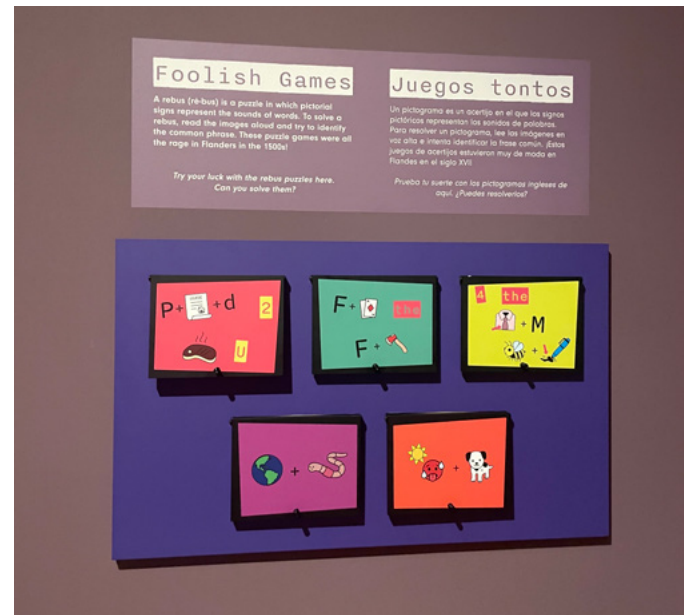 Foolish Games
A rebus (rē-bus) is a puzzle in which pictorial
signs represent the sounds of words. To solve a
rebus, read the images aloud and try to identify
the common phrase. These puzzle games were all
the rage in Flanders in the 1500s!
Try your luck with the rebus puzzles here.
Can you solve them?
Juegos tontos
Un pictograma es un acertijo en el que los signos
pictóricos representan los sonidos de palabras.
Para resolver un pictograma, lee las imágenes en
voz alta e intenta identificar la frase común. ¡Estos
juegos de acertijos estuvieron muy de moda en
Flandes en el siglo XVI!
Prueba tu suerte con los pictogramas ingleses de
aquí. ¿Puedes resolverlos?
P+ +d 2
U
F+ the
F+
4 the
+M
+
+
+